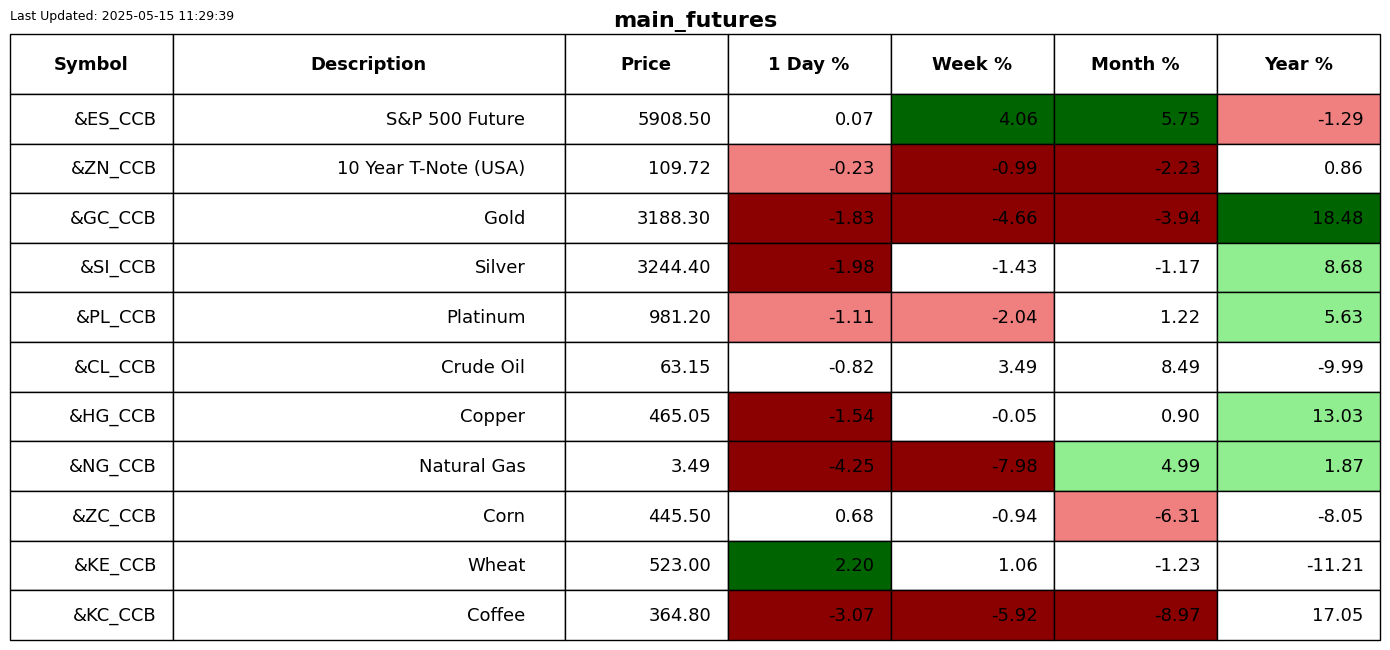 Last Updated: 2025-05-15 11:29:39
main_futures
Symbol Description Price 1 Day % Week % Month % Year %
&ES_CCB S&P 500 Future 5908.50 0.07 4.06 5.75 -1.29
&ZN_CCB 10 Year T-Note (USA) 109.72 -0.23 -0.99 -2.23 0.86
&GC_CCB Gold 3188.30 -1.83 -4.66 -3.94 18.48
&SI_CCB Silver 3244.40 -1.98 -1.43 -1.17 8.68
&PL_CCB Platinum 981.20 -1.11 -2.04 1.22 5.63
&CL_CCB Crude Oil 63.15 -0.82 3.49 8.49 -9.99
&HG_CCB Copper 465.05 -1.54 -0.05 0.90 13.03
&NG_CCB Natural Gas 3.49 -4.25 -7.98 4.99 1.87
&ZC_CCB Corn 445.50 0.68 -0.94 -6.31 -8.05
&KE_CCB Wheat 523.00 2.20 1.06 -1.23 -11.21
&KC_CCB Coffee 364.80 -3.07 -5.92 -8.97 17.05